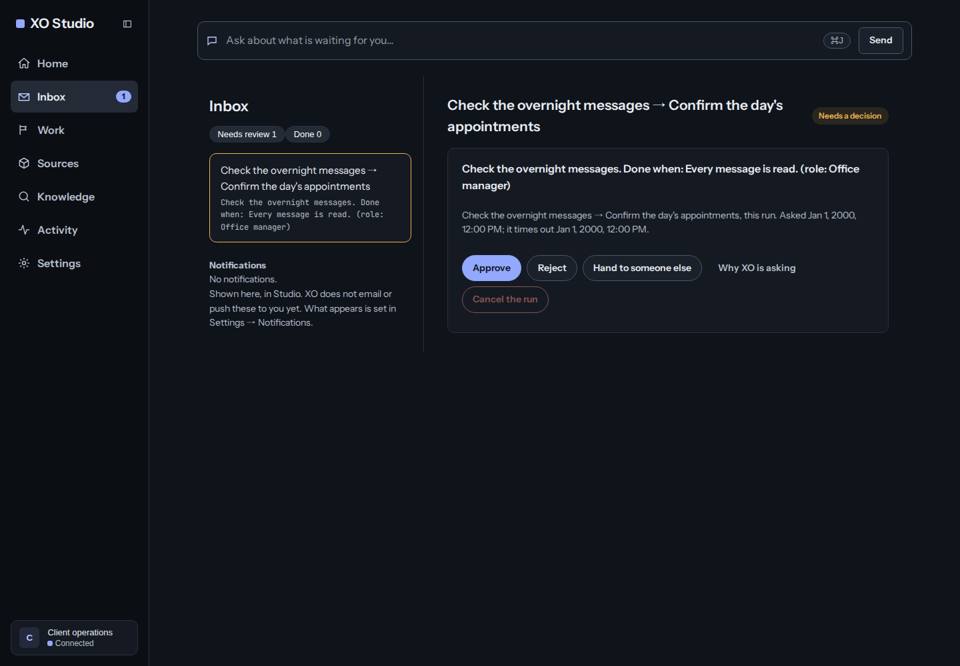 XO Studio
Home
Inbox 1
Work
Sources
Knowledge
Activity
Settings
C
Client operations
Connected
Ask about what is waiting for you...
⌘J
Send
Inbox
Needs review 1
Done 0
Check the overnight messages →
Confirm the day's appointments
Check the overnight messages. Done
when: Every message is read. (role:
Office manager)
Notifications
No notifications.
Shown here, in Studio. XO does not email or
push these to you yet. What appears is set in
Settings → Notifications.
Check the overnight messages → Confirm the day's
appointments
Needs a decision
Check the overnight messages. Done when: Every message is read. (role: Office
manager)
Check the overnight messages → Confirm the day's appointments, this run. Asked Jan 1, 2000,
12:00 PM; it times out Jan 1, 2000, 12:00 PM.
Approve
Reject
Hand to someone else
Why XO is asking
Cancel the run